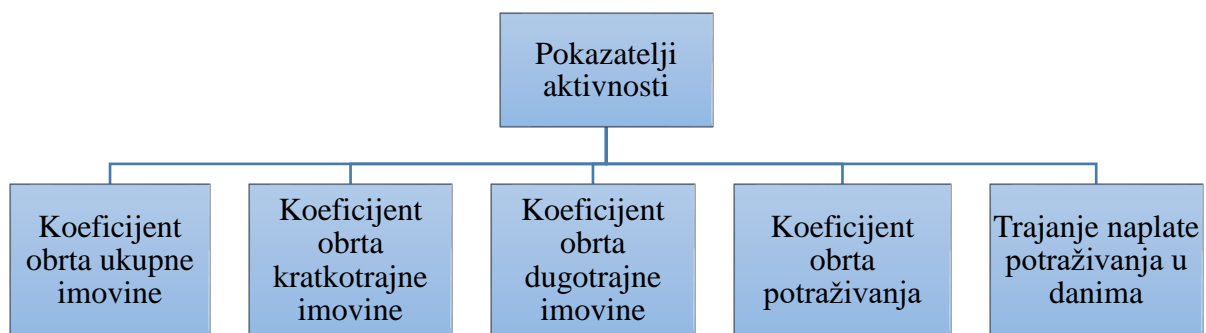 Pokazatelji
aktivnosti
Koeficijent
obrta ukupne
imovine
Koeficijent
obrta
kratkotrajne
imovine
Koeficijent
obrta
dugotrajne
imovine
Koeficijent
obrta
potraživanja
Trajanje naplate
potraživanja u
danima